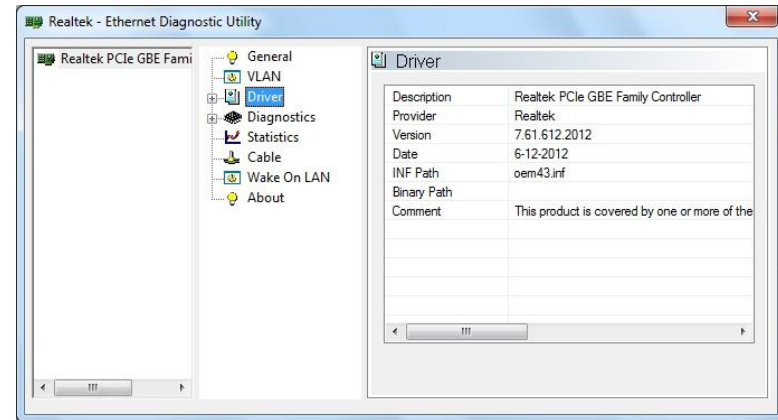 Realtek - Ethernet Diagnostic Utility
Realtek PCIe GBE Fami
General
VLAN
Driver
Diagnostics
Statistics
Cable
Wake On LAN
About
Driver
Description Realtek PCIe GBE Family Controller
Provider Realtek
Version 7.61.612.2012
Date 6-12-2012
INF Path oem43.inf
Binary Path
Comment This product is covered by one or more of the